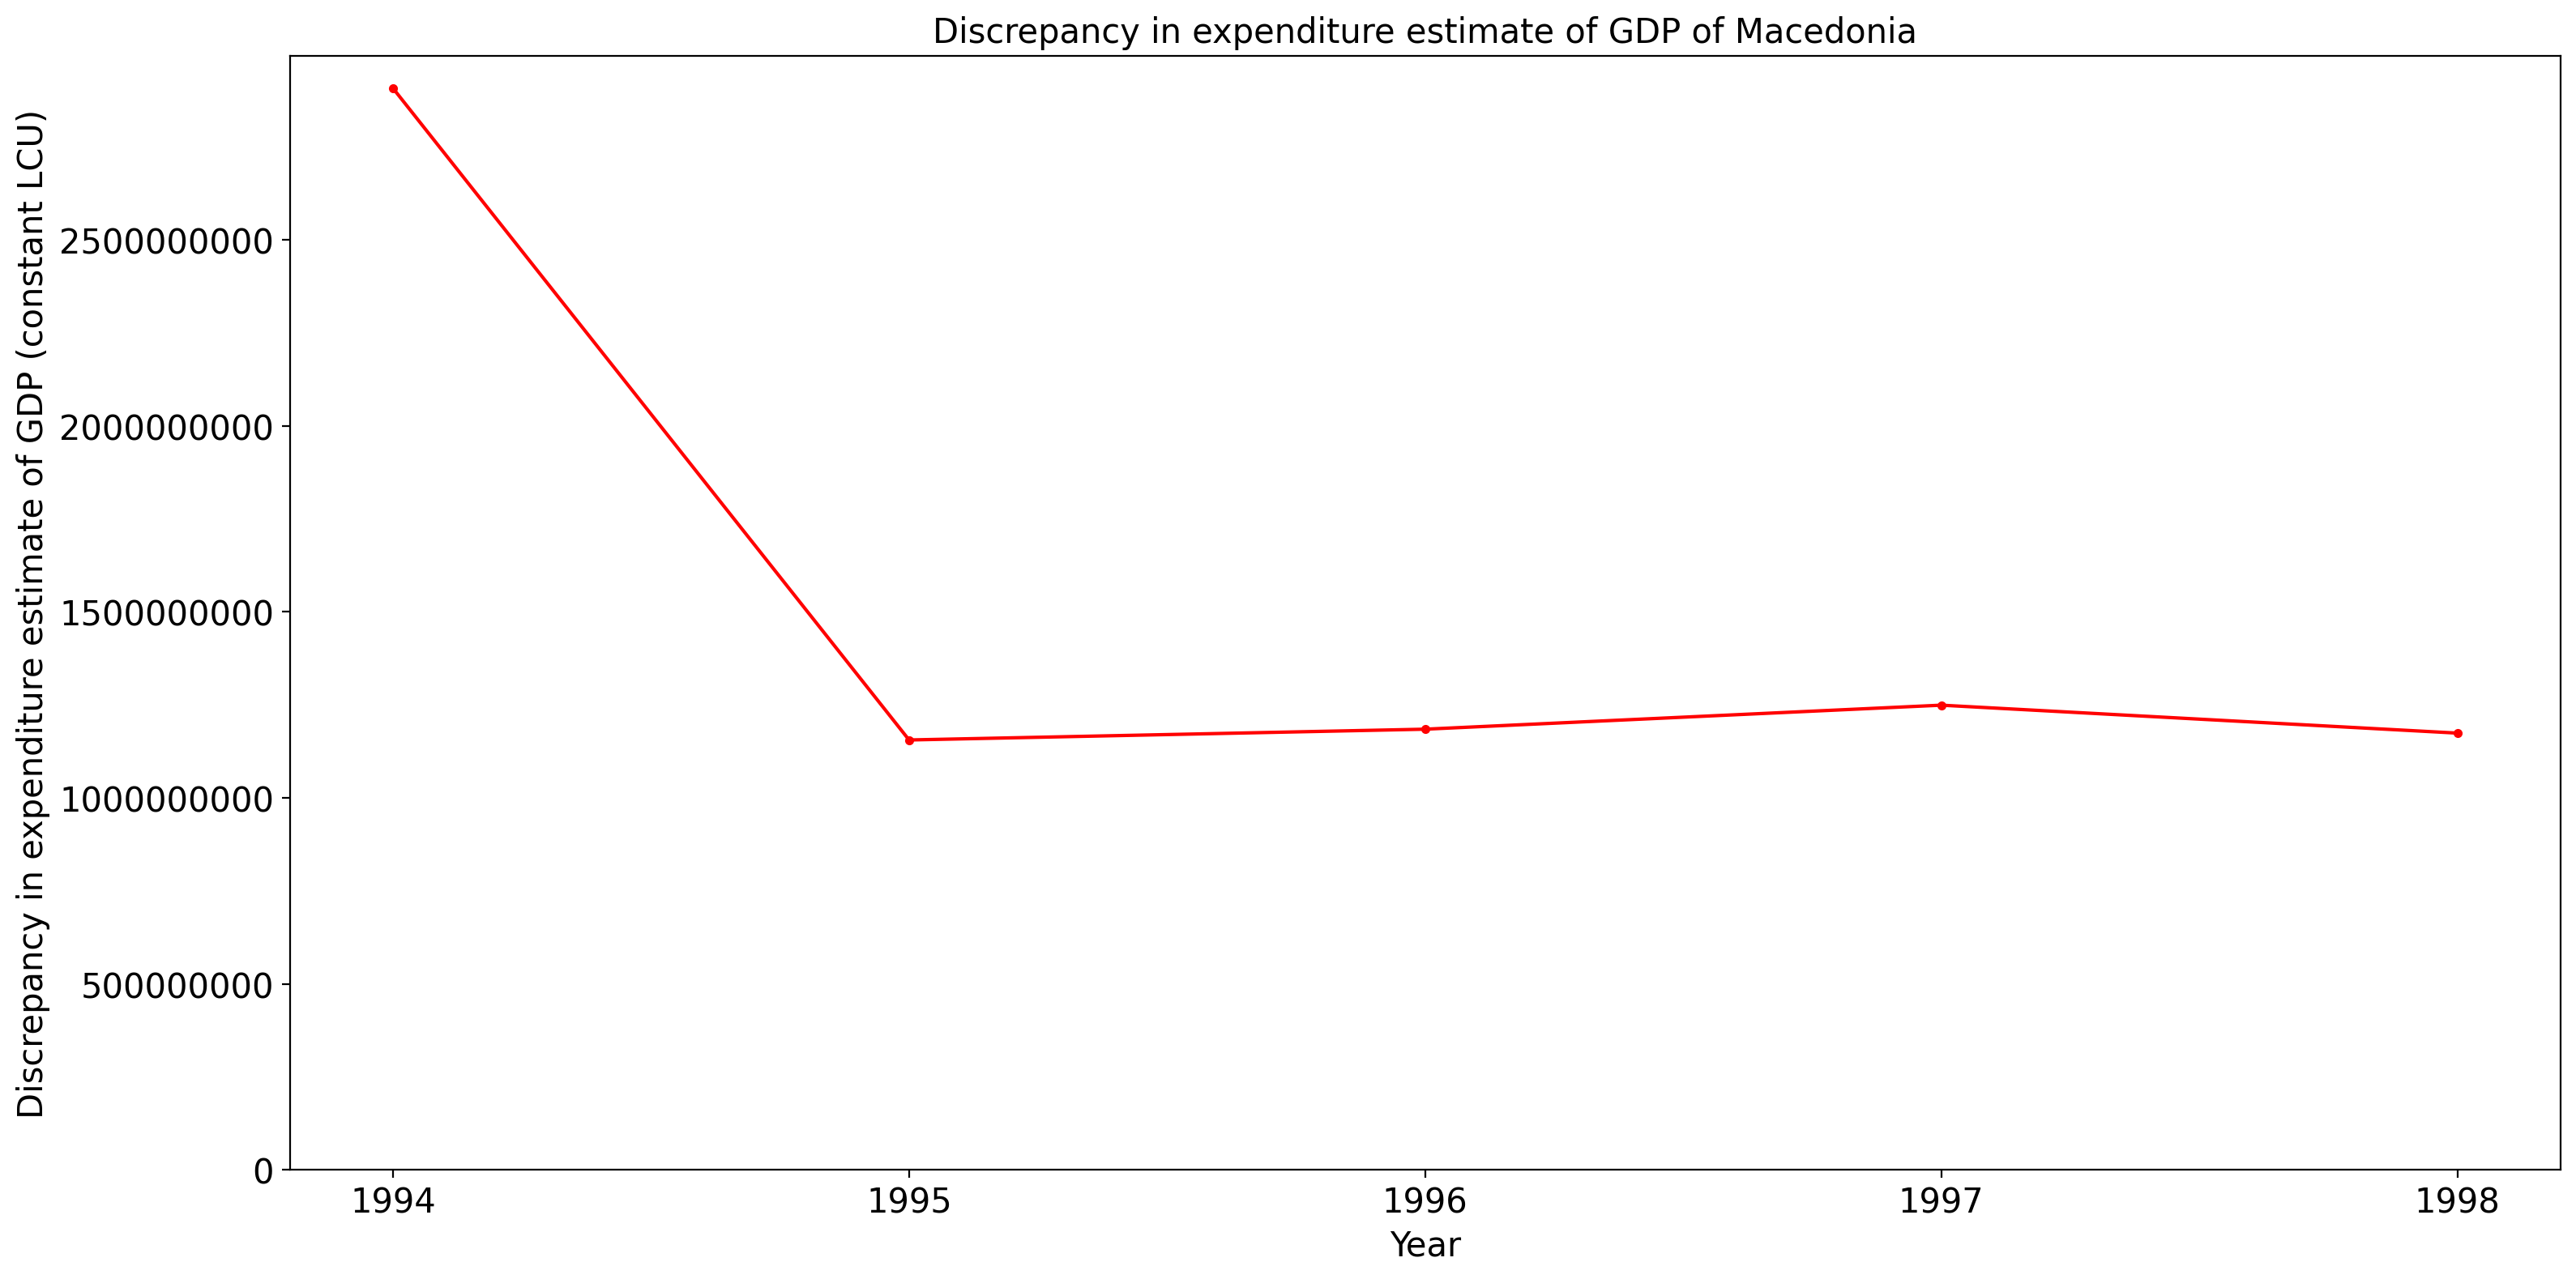 Discrepancy in expenditure estimate of GDP of Macedonia
Discrepancy in expenditure estimate of GDP (constant LCU)
2500000000
2000000000
1500000000
1000000000
500000000
0
1994 1995 1996 1997 1998
Year